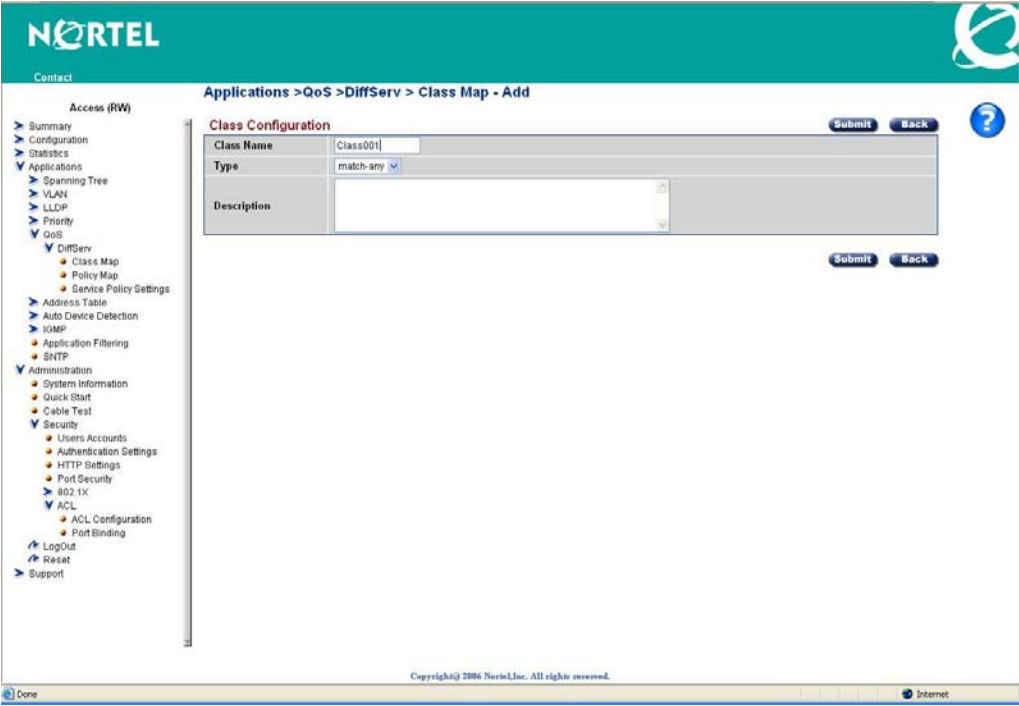 NORTEL
Contact
Access (RW)
Summary
Configuration
Statistics
Applications
Spanning Tree
VLAN
LLDP
Priority
QoS
DiffServ
Class Map
Policy Map
Service Policy Settings
Address Table
Auto Device Detection
IGMP
Application Filtering
SNTP
Administration
System Information
Quick Start
Cable Test
Security
Users Accounts
Authentication Settings
HTTP Settings
Port Security
802.1X
ACL
ACL Configuration
Port Binding
LogOut
Reset
Support
Applications >QoS >DiffServ > Class Map - Add
Class Configuration
Submit Back
?
Class Name Class001
Type match-any
Description
Submit Back
Copyright@ 2006 Nortel,Inc. All rights reserved.
Done Internet